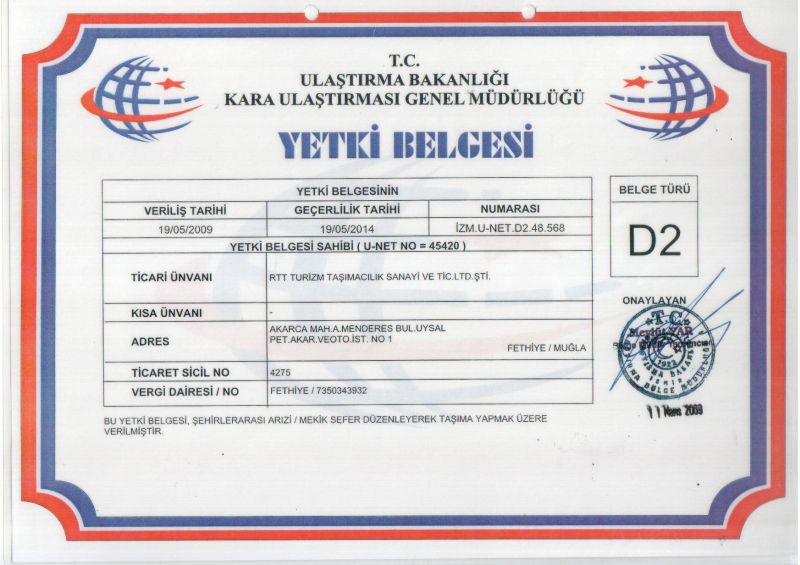 T.C.
ULAŞTIRMA BAKANLIĞI
KARA ULAŞTIRMASI GENEL MÜDÜRLÜĞÜ
YETKİ BELGESİ
YETKİ BELGESİNİN
VERİLİŞ TARİHİ GEÇERLİLİK TARİHİ NUMARASI
19/05/2009 19/05/2014 İZM.U-NET.D2.48.568
YETKİ BELGESİ SAHİBİ ( U-NET NO = 45420 )
TİCARİ ÜNVANI RTT TURİZM TAŞIMACILIK SANAYİ VE TİC.LTD.ŞTİ.
KISA ÜNVANI -
ADRES AKARCA MAH.A.MENDERES BUL.UYSAL
PET.AKAR.VEOTO.İST. NO 1
FETHİYE / MUĞLA
TİCARET SİCİL NO 4275
VERGİ DAİRESİ / NO FETHİYE / 7350343932
BU YETKİ BELGESİ, ŞEHİRLERARASI ARIZİ / MEKİK SEFER DÜZENLEYEREK TAŞIMA YAPMAK ÜZERE
VERİLMİŞTİR.
BELGE TÜRÜ
D2
ONAYLAYAN
T.C.
Mevlüt YAR
BÖLGE MÜDÜRLÜĞÜ
2009